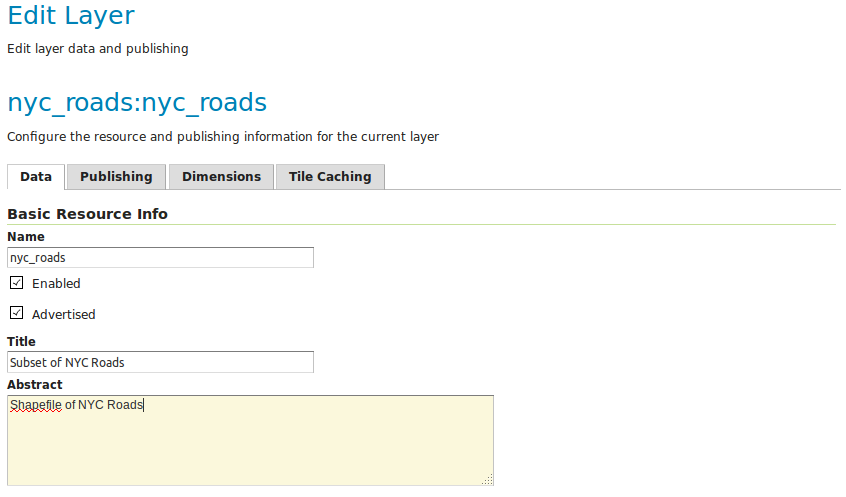 Edit Layer
Edit layer data and publishing
nyc_roads:nyc_roads
Configure the resource and publishing information for the current layer
Data Publishing Dimensions Tile Caching
Basic Resource Info
Name
nyc_roads
Enabled
Advertised
Title
Subset of NYC Roads
Abstract
Shapefile of NYC Roads